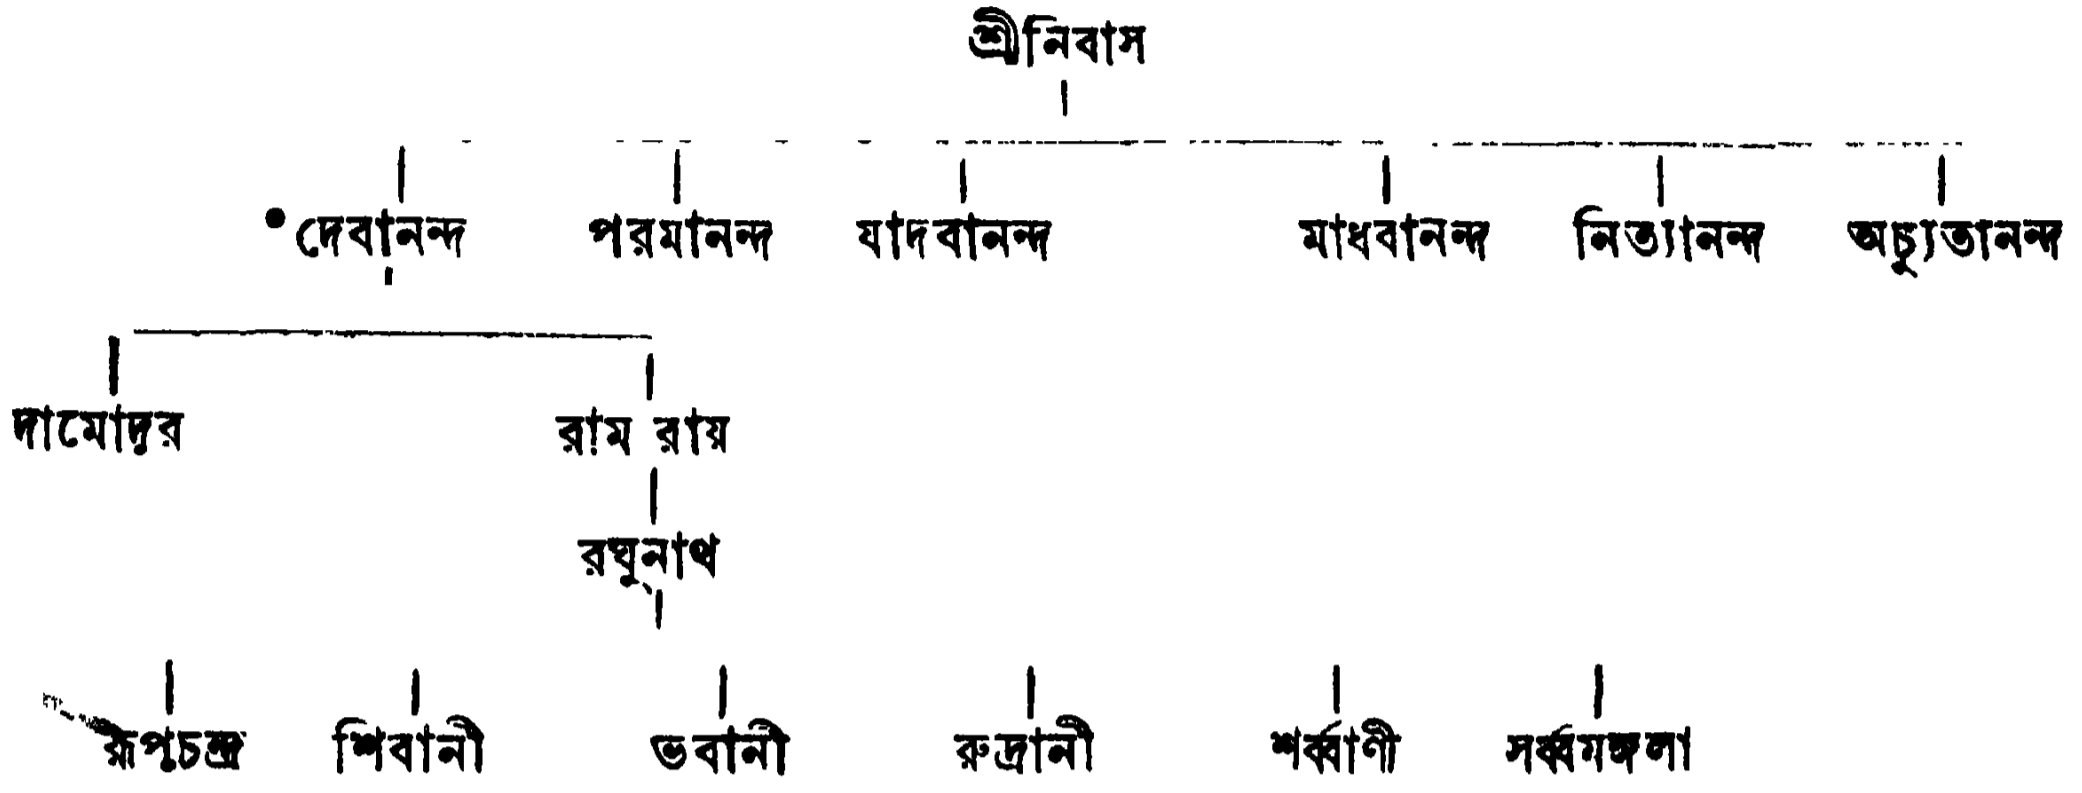 শ্রীনিবাস
দেবানন্দ পরমানন্দ যাদবানন্দ মাধবানন্দ নিত্যানন্দ অচ্যুতানন্দ
দামোদর রাম রায়
রঘুনাথ
রূপচন্দ্র শিবানী ভবানী রুদ্রানী শর্ব্বাণী সর্ব্বমঙ্গলা